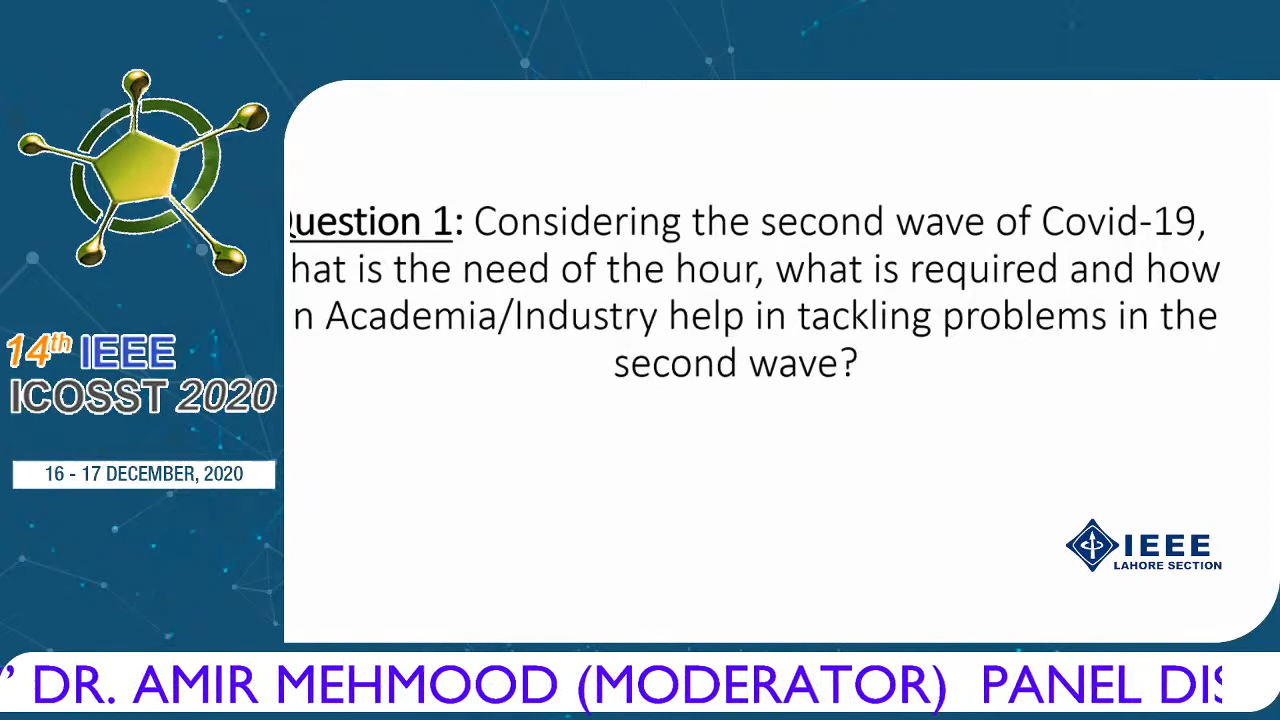 uestion 1: Considering the second wave of Covid-19,
hat is the need of the hour, what is required and how
n Academia/Industry help in tackling problems in the
second wave?
14th IEEE
ICOSST 2020
16 - 17 DECEMBER, 2020
IEEE
LAHORE SECTION
” DR. AMIR MEHMOOD (MODERATOR) PANEL DIS